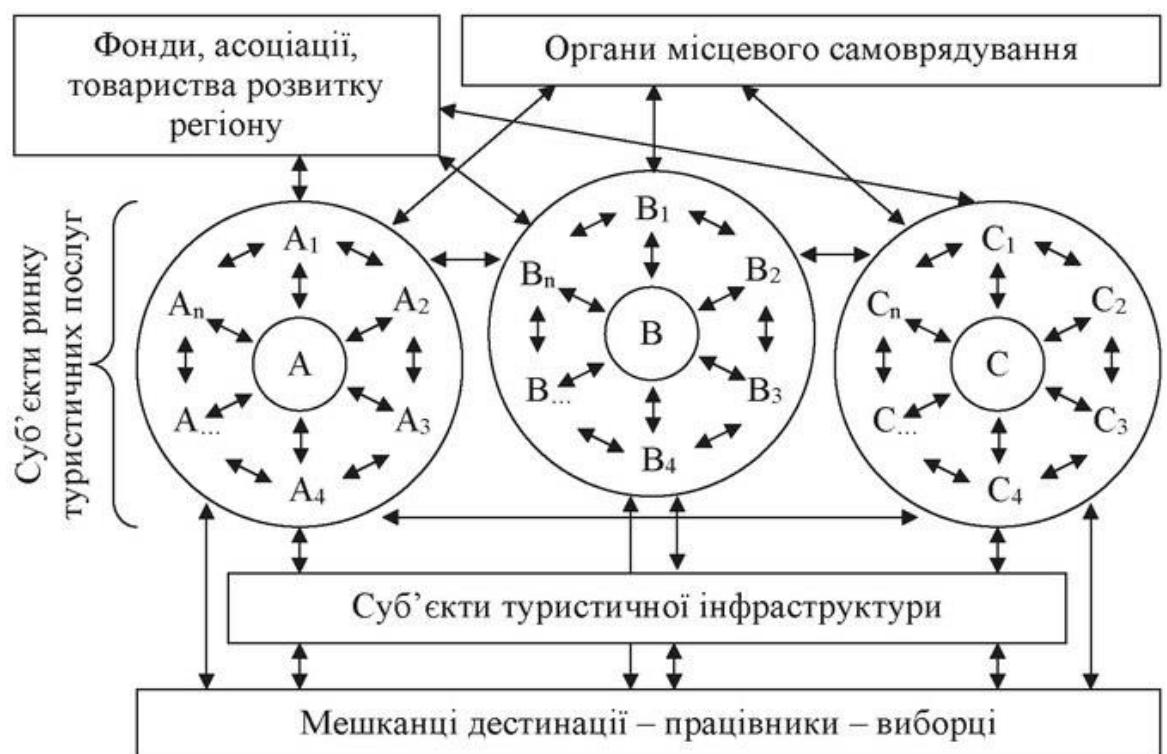 Фонди, асоціації,
товариства розвитку
регіону
Органи місцевого самоврядування
Суб’єкти ринку
туристичних послуг
A1
A2
A3
A4
A...
An
A
B1
B2
B3
B4
B...
Bn
B
C1
C2
C3
C4
C...
Cn
C
Суб’єкти туристичної інфраструктури
Мешканці дестинації – працівники – виборці